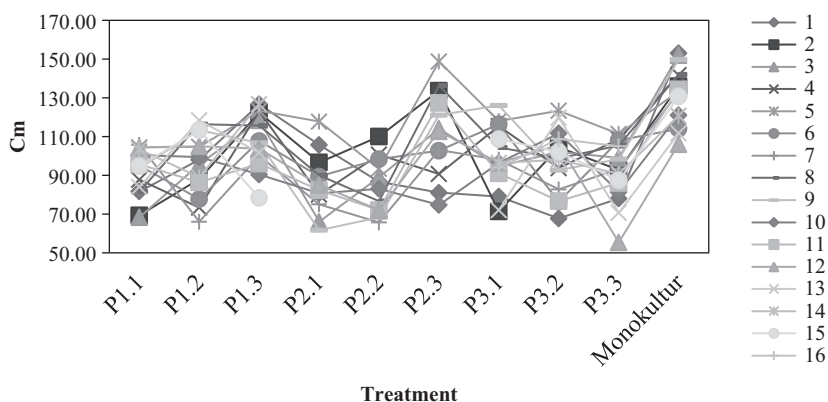 170.00
150.00
130.00
110.00
90.00
70.00
50.00
Cm
P1.1
P1.2
P1.3
P2.1
P2.2
P2.3
P3.1
P3.2
P3.3
Monokultur
Treatment
1
2
3
4
5
6
7
8
9
10
11
12
13
14
15
16